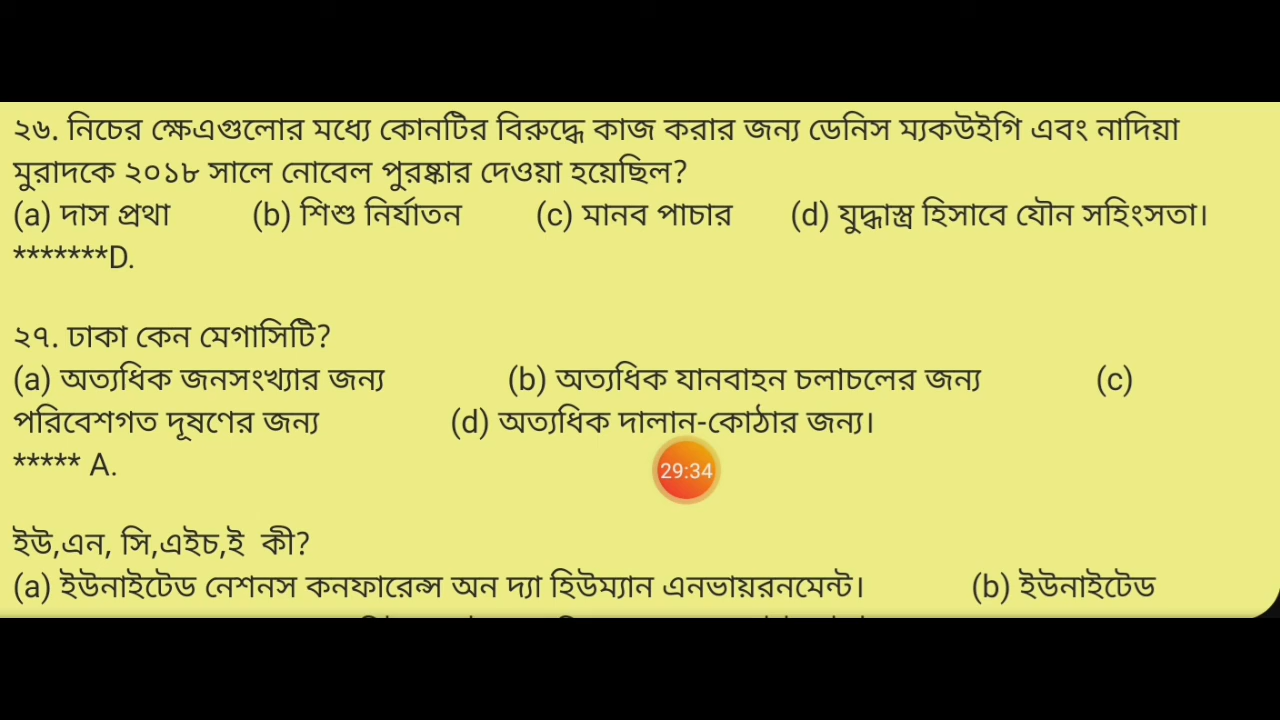 ২৬. নিচের ক্ষেএগুলোর মধ্যে কোনটির বিরুদ্ধে কাজ করার জন্য ডেনিস ম্যকউইগি এবং নাদিয়া
মুরাদকে ২০১৮ সালে নোবেল পুরষ্কার দেওয়া হয়েছিল?
(a) দাস প্রথা (b) শিশু নির্যাতন (c) মানব পাচার (d) যুদ্ধাস্ত্র হিসাবে যৌন সহিংসতা।
*******D.
২৭. ঢাকা কেন মেগাসিটি?
(a) অত্যধিক জনসংখ্যার জন্য (b) অত্যধিক যানবাহন চলাচলের জন্য (c)
পরিবেশগত দূষণের জন্য (d) অত্যধিক দালান-কোঠার জন্য।
***** A.
29:34
ইউ,এন, সি,এইচ,ই কী?
(a) ইউনাইটেড নেশনস কনফারেন্স অন দ্যা হিউম্যান এনভায়রনমেন্ট। (b) ইউনাইটেড